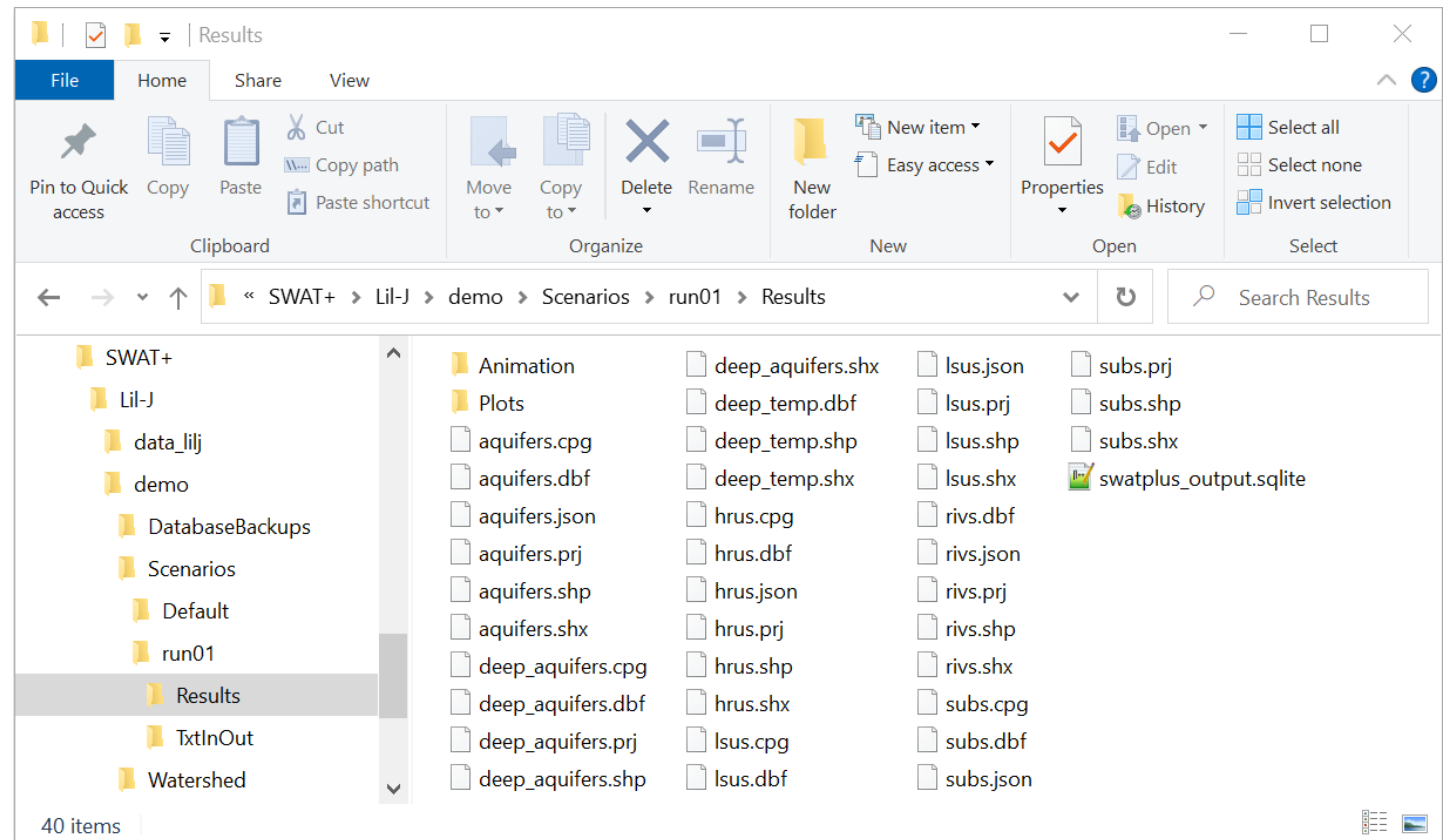 Results
File Home Share View
Pin to Quick access
Copy
Paste
Cut
Copy path
Paste shortcut
Clipboard
Move to
Copy to
Delete
Rename
Organize
New folder
New item
Easy access
New
Properties
Open
Edit
History
Open
Select all
Select none
Invert selection
Select
« SWAT+ > Lil-J > demo > Scenarios > run01 > Results
Search Results
SWAT+
Lil-J
data_lilj
demo
DatabaseBackups
Scenarios
Default
run01
Results
TxtInOut
Watershed
Animation
Plots
aquifers.cpg
aquifers.dbf
aquifers.json
aquifers.prj
aquifers.shp
aquifers.shx
deep_aquifers.cpg
deep_aquifers.dbf
deep_aquifers.prj
deep_aquifers.shp
deep_aquifers.shx
deep_temp.dbf
deep_temp.shp
deep_temp.shx
hrus.cpg
hrus.dbf
hrus.json
hrus.prj
hrus.shp
hrus.shx
lsus.cpg
lsus.dbf
lsus.json
lsus.prj
lsus.shp
lsus.shx
rivs.dbf
rivs.json
rivs.prj
rivs.shp
rivs.shx
subs.cpg
subs.dbf
subs.json
subs.prj
subs.shp
subs.shx
swatplus_output.sqlite
40 items